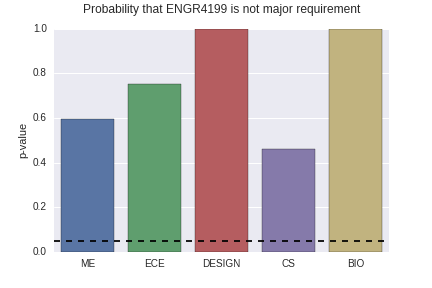 Probability that ENGR4199 is not major requirement
1.0
0.8
0.6
0.4
0.2
0.0
p-value
ME ECE DESIGN CS BIO